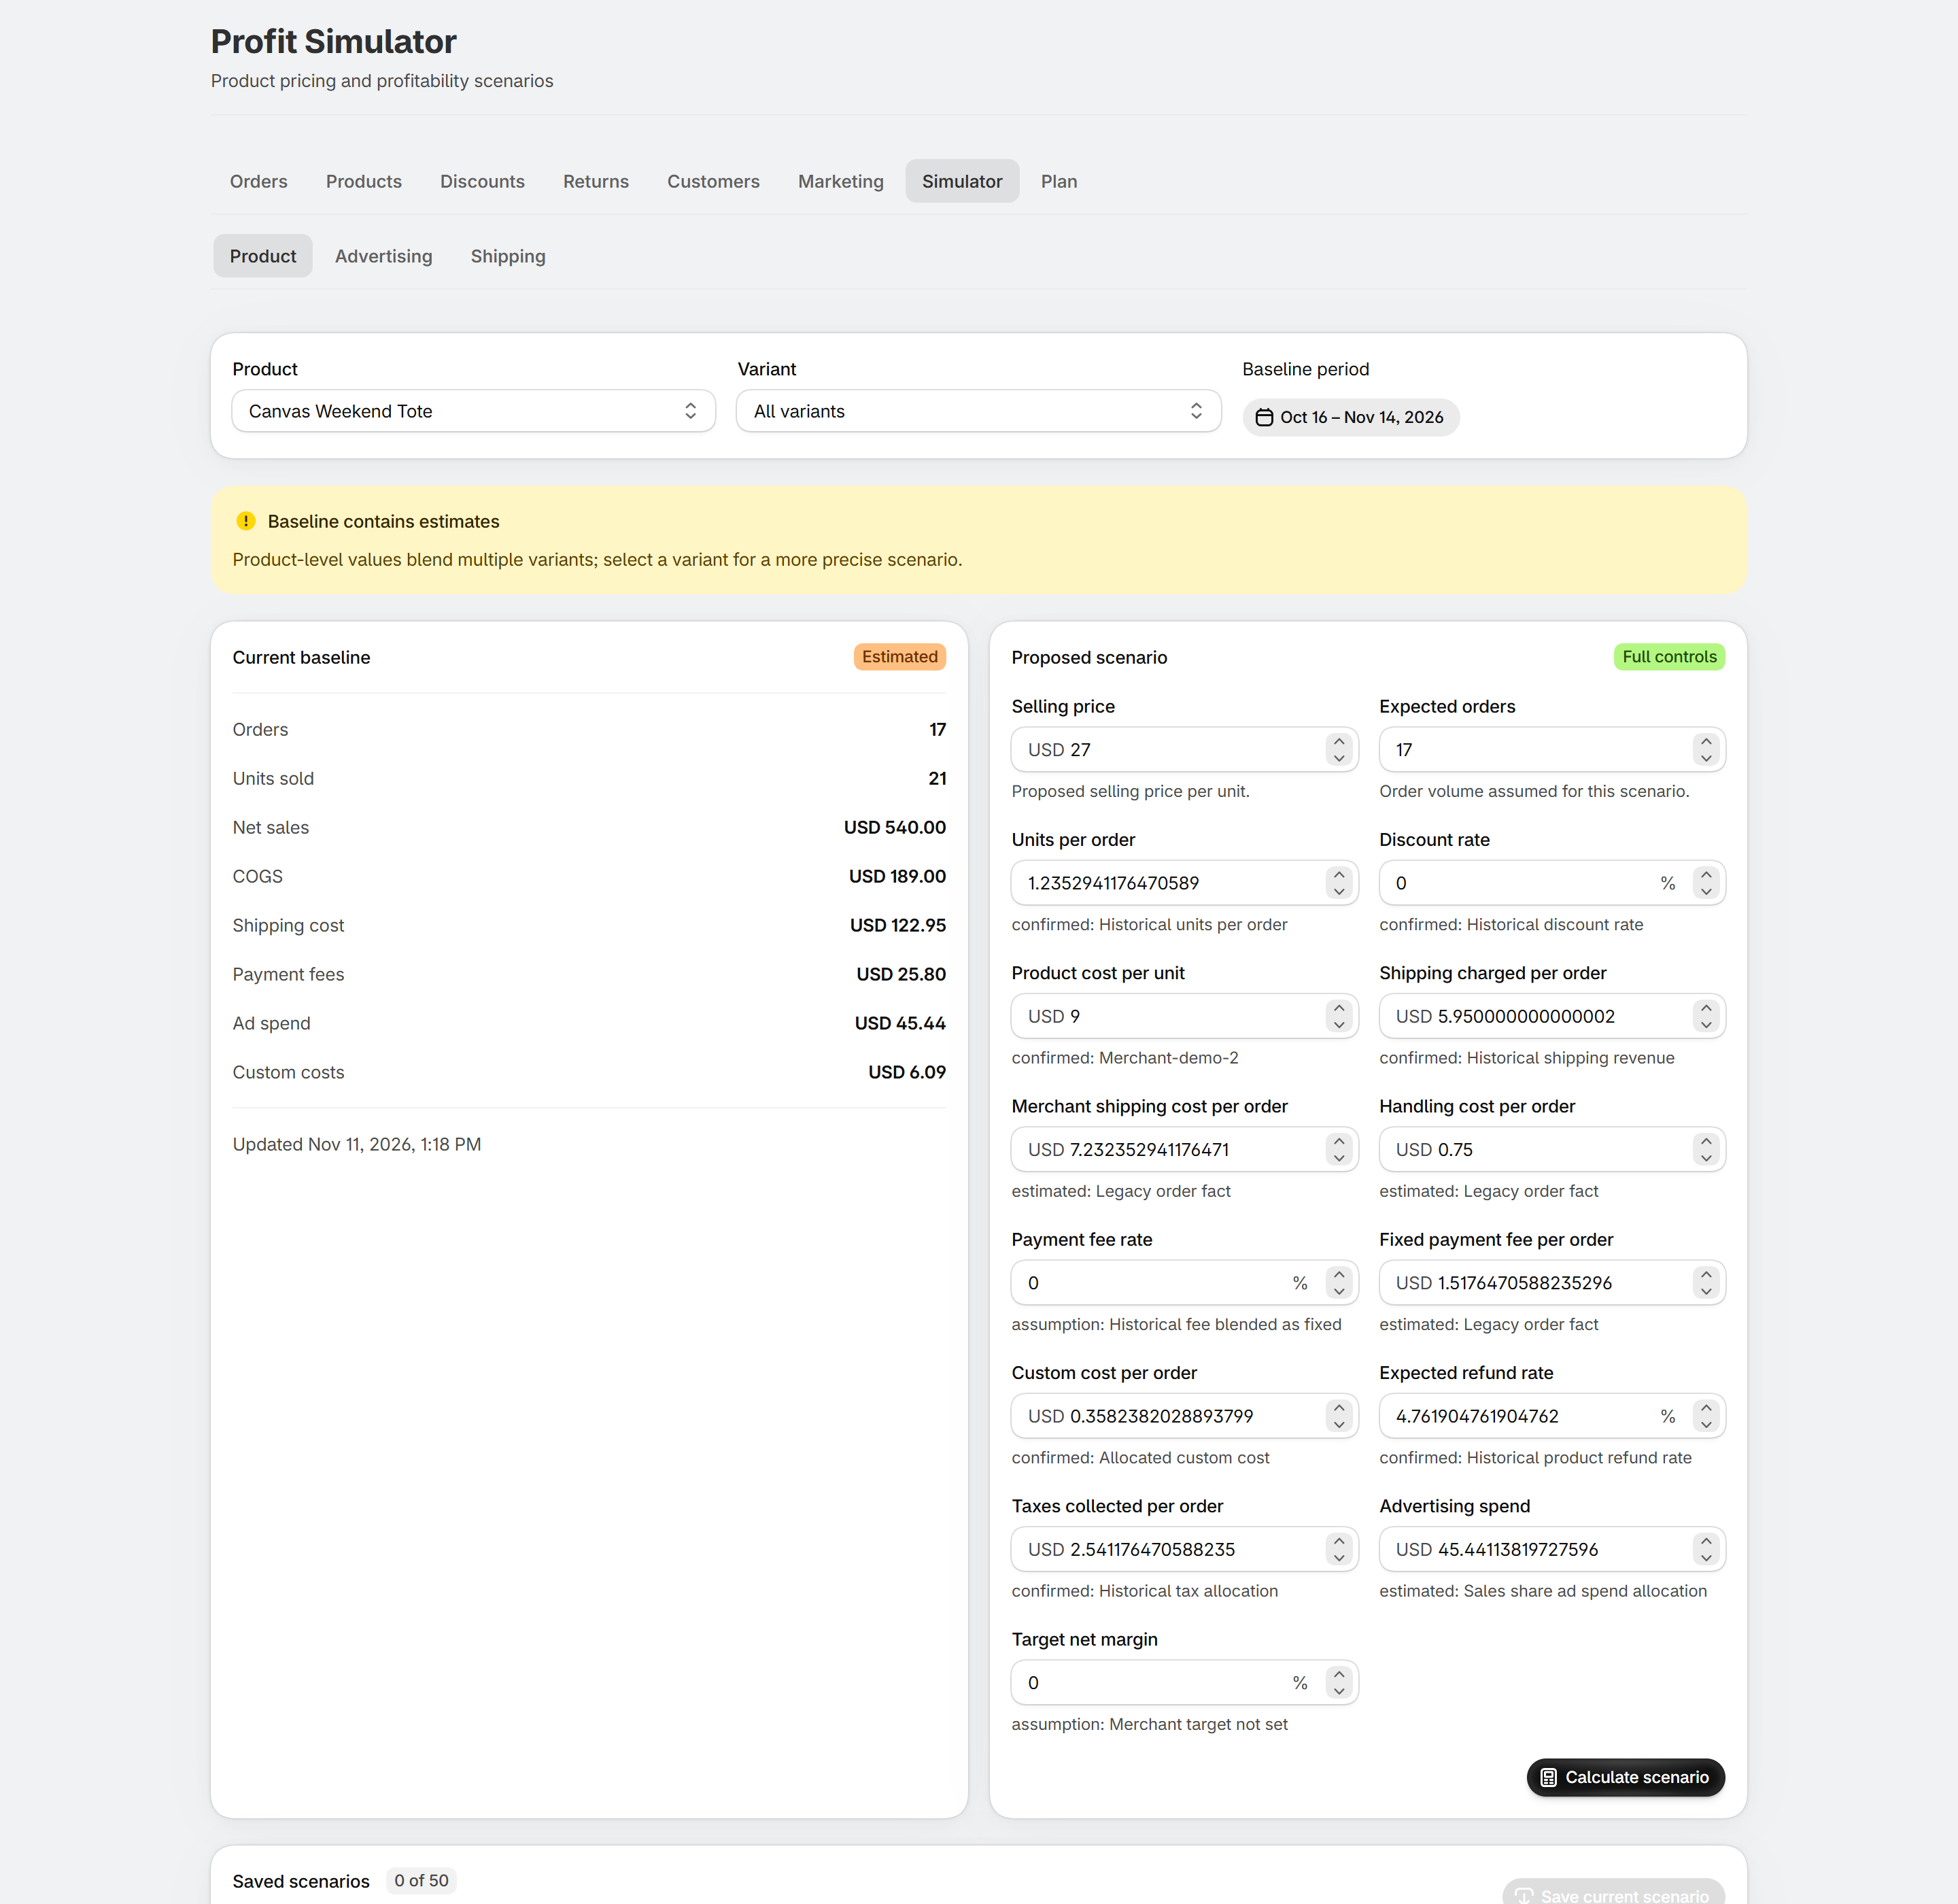 Profit Simulator
Product pricing and profitability scenarios
Orders Products Discounts Returns Customers Marketing Simulator Plan
Product Advertising Shipping
Product Variant Baseline period
Canvas Weekend Tote All variants Oct 16 – Nov 14, 2026
Baseline contains estimates
Product-level values blend multiple variants; select a variant for a more precise scenario.
Current baseline Estimated
Orders 17
Units sold 21
Net sales USD 540.00
COGS USD 189.00
Shipping cost USD 122.95
Payment fees USD 25.80
Ad spend USD 45.44
Custom costs USD 6.09
Updated Nov 11, 2026, 1:18 PM
Proposed scenario Full controls
Selling price Expected orders
USD 27 17
Proposed selling price per unit. Order volume assumed for this scenario.
Units per order Discount rate
1.2352941176470589 0 %
confirmed: Historical units per order confirmed: Historical discount rate
Product cost per unit Shipping charged per order
USD 9 USD 5.950000000000002
confirmed: Merchant-demo-2 confirmed: Historical shipping revenue
Merchant shipping cost per order Handling cost per order
USD 7.232352941176471 USD 0.75
estimated: Legacy order fact estimated: Legacy order fact
Payment fee rate Fixed payment fee per order
0 % USD 1.5176470588235296
assumption: Historical fee blended as fixed estimated: Legacy order fact
Custom cost per order Expected refund rate
USD 0.3582382028893799 4.761904761904762 %
confirmed: Allocated custom cost confirmed: Historical product refund rate
Taxes collected per order Advertising spend
USD 2.541176470588235 USD 45.44113819727596
confirmed: Historical tax allocation estimated: Sales share ad spend allocation
Target net margin
0 %
assumption: Merchant target not set
Calculate scenario
Saved scenarios 0 of 50
Save current scenario